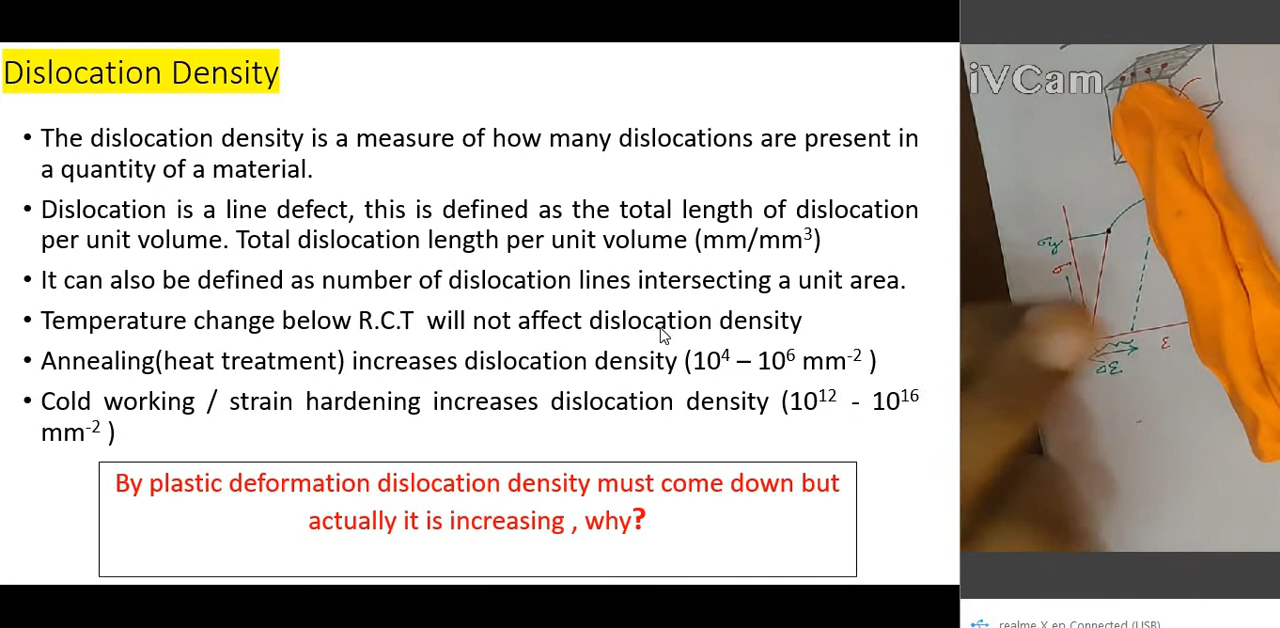 Dislocation Density
• The dislocation density is a measure of how many dislocations are present in
a quantity of a material.
• Dislocation is a line defect, this is defined as the total length of dislocation
per unit volume. Total dislocation length per unit volume (mm/mm³)
• It can also be defined as number of dislocation lines intersecting a unit area.
• Temperature change below R.C.T will not affect dislocation density
• Annealing(heat treatment) increases dislocation density (10⁴ – 10⁶ mm⁻² )
• Cold working / strain hardening increases dislocation density (10¹² - 10¹⁶
mm⁻² )
By plastic deformation dislocation density must come down but
actually it is increasing , why?
iVCam
σy
σ
ε
Δε
realme X en Connected (USB)